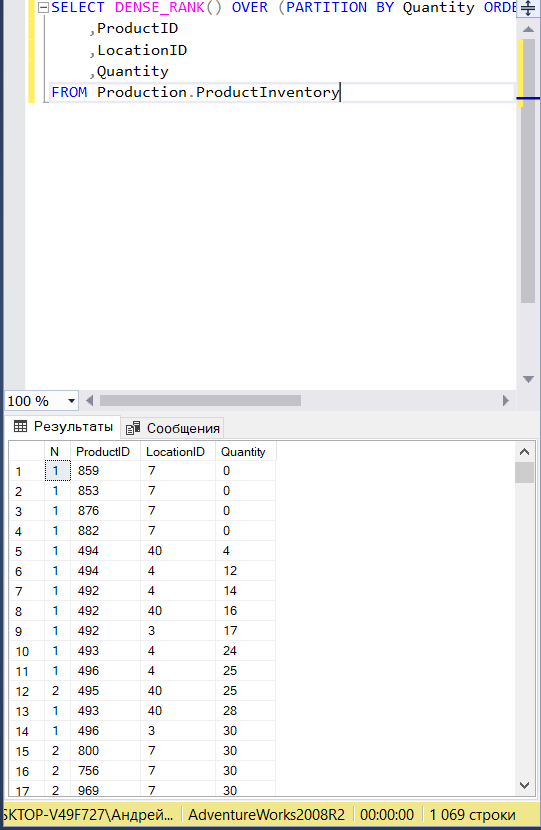 SELECT DENSE_RANK() OVER (PARTITION BY Quantity ORDE
,ProductID
,LocationID
,Quantity
FROM Production.ProductInventory
100 %
Результаты Сообщения
N ProductID LocationID Quantity
1 1 859 7 0
2 1 853 7 0
3 1 876 7 0
4 1 882 7 0
5 1 494 40 4
6 1 494 4 12
7 1 492 4 14
8 1 492 40 16
9 1 492 3 17
10 1 493 4 24
11 1 496 4 25
12 2 495 40 25
13 1 493 40 28
14 1 496 3 30
15 2 800 7 30
16 2 756 7 30
17 2 969 7 30
SKTOP-V49F727\Андрей... AdventureWorks2008R2 00:00:00 1 069 строки